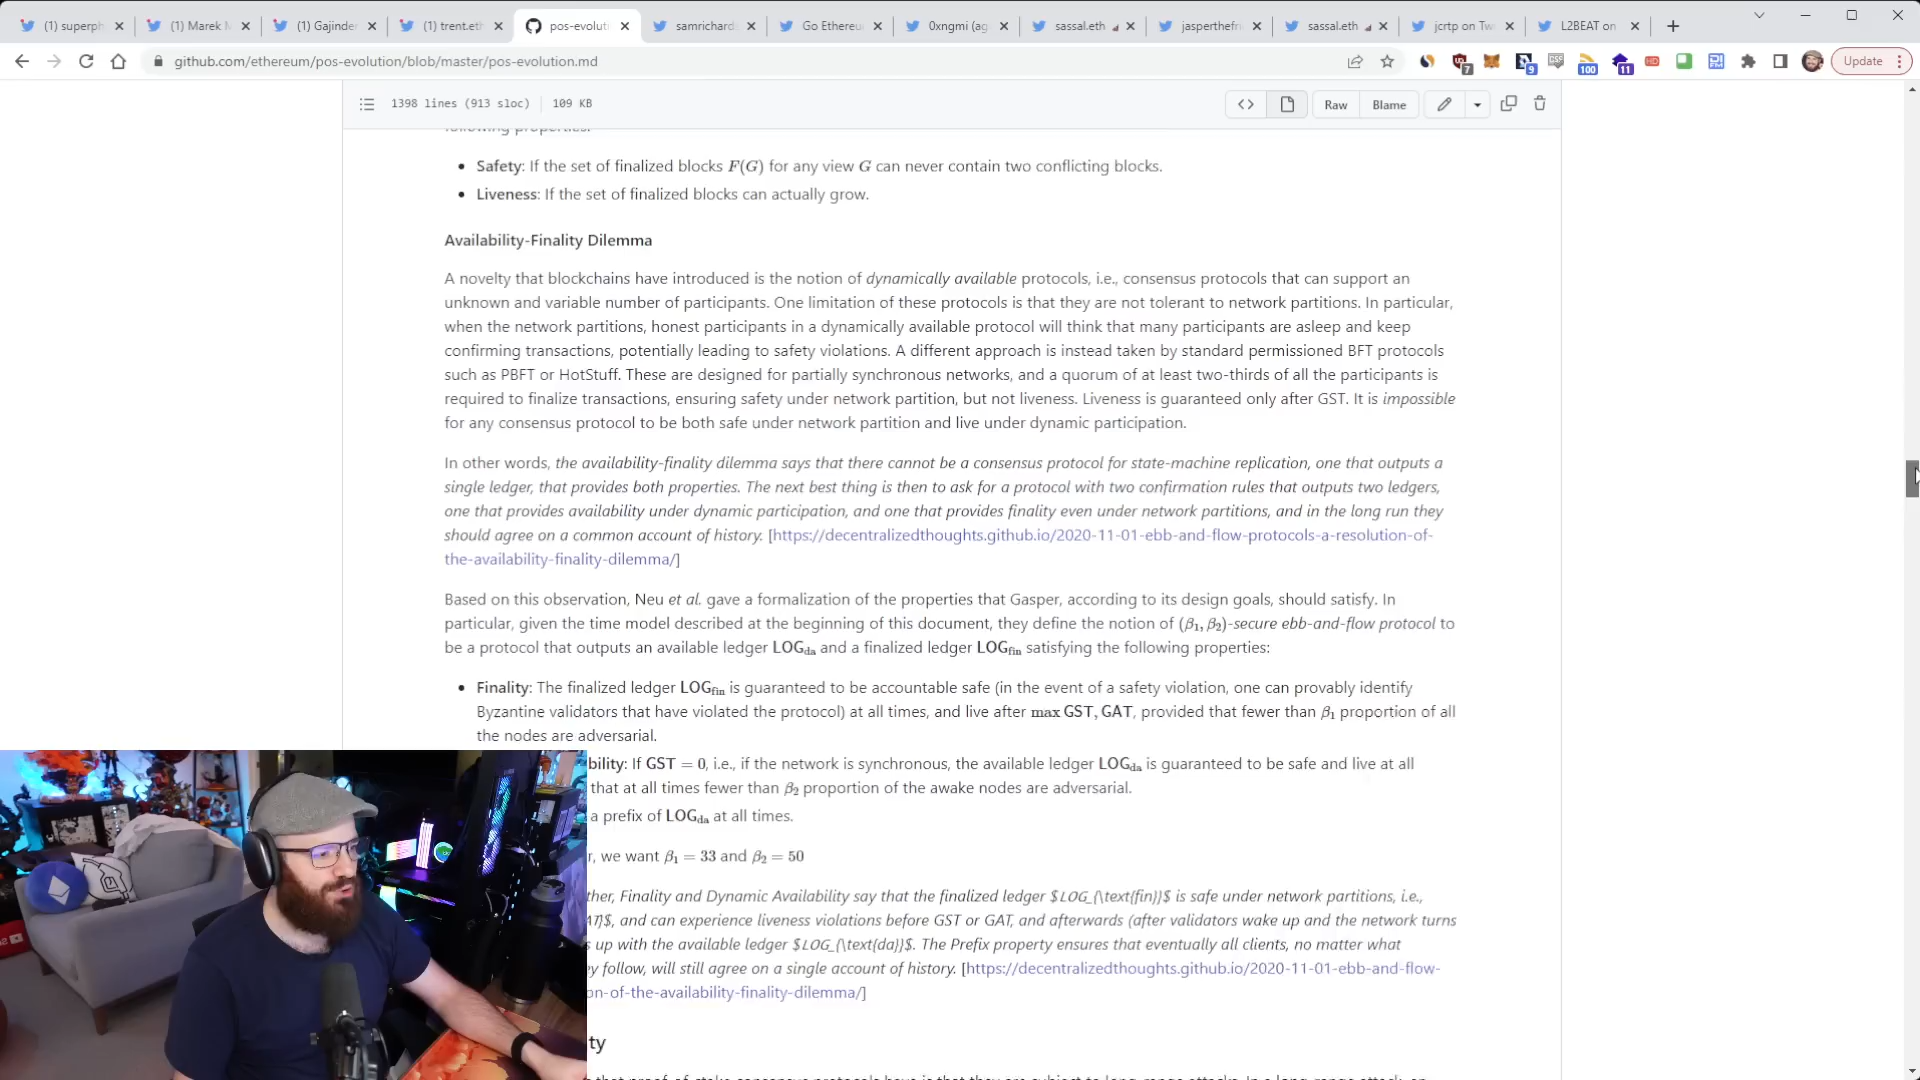 (1) superph
(1) Marek M
(1) Gajinder
(1) trent.eth
pos-evoluti
samrichards
Go Ethereu
0xngmi (ag
sassal.eth
jasperthefri
sassal.eth
jcrtp on Tw
L2BEAT on
github.com/ethereum/pos-evolution/blob/master/pos-evolution.md
7
9
100
11
Update
1398 lines (913 sloc) 109 KB
Raw
Blame
following properties:
Safety: If the set of finalized blocks F(G) for any view G can never contain two conflicting blocks.
Liveness: If the set of finalized blocks can actually grow.
Availability-Finality Dilemma
A novelty that blockchains have introduced is the notion of dynamically available protocols, i.e., consensus protocols that can support an
unknown and variable number of participants. One limitation of these protocols is that they are not tolerant to network partitions. In particular,
when the network partitions, honest participants in a dynamically available protocol will think that many participants are asleep and keep
confirming transactions, potentially leading to safety violations. A different approach is instead taken by standard permissioned BFT protocols
such as PBFT or HotStuff. These are designed for partially synchronous networks, and a quorum of at least two-thirds of all the participants is
required to finalize transactions, ensuring safety under network partition, but not liveness. Liveness is guaranteed only after GST. It is impossible
for any consensus protocol to be both safe under network partition and live under dynamic participation.
In other words, the availability-finality dilemma says that there cannot be a consensus protocol for state-machine replication, one that outputs a
single ledger, that provides both properties. The next best thing is then to ask for a protocol with two confirmation rules that outputs two ledgers,
one that provides availability under dynamic participation, and one that provides finality even under network partitions, and in the long run they
should agree on a common account of history. [https://decentralizedthoughts.github.io/2020-11-01-ebb-and-flow-protocols-a-resolution-of-
the-availability-finality-dilemma/]
Based on this observation, Neu et al. gave a formalization of the properties that Gasper, according to its design goals, should satisfy. In
particular, given the time model described at the beginning of this document, they define the notion of (β₁, β₂)-secure ebb-and-flow protocol to
be a protocol that outputs an available ledger LOG_da and a finalized ledger LOG_fin satisfying the following properties:
Finality: The finalized ledger LOG_fin is guaranteed to be accountable safe (in the event of a safety violation, one can provably identify
Byzantine validators that have violated the protocol) at all times, and live after max GST, GAT, provided that fewer than β₁ proportion of all
the nodes are adversarial.
bility: If GST = 0, i.e., if the network is synchronous, the available ledger LOG_da is guaranteed to be safe and live at all
that at all times fewer than β₂ proportion of the awake nodes are adversarial.
a prefix of LOG_da at all times.
r, we want β₁ = 33 and β₂ = 50
ther, Finality and Dynamic Availability say that the finalized ledger $LOG_{\text{fin}}$ is safe under network partitions, i.e.,
AT}$, and can experience liveness violations before GST or GAT, and afterwards (after validators wake up and the network turns
s up with the available ledger $LOG_{\text{da}}$. The Prefix property ensures that eventually all clients, no matter what
ey follow, will still agree on a single account of history. [https://decentralizedthoughts.github.io/2020-11-01-ebb-and-flow-
on-of-the-availability-finality-dilemma/]
ty